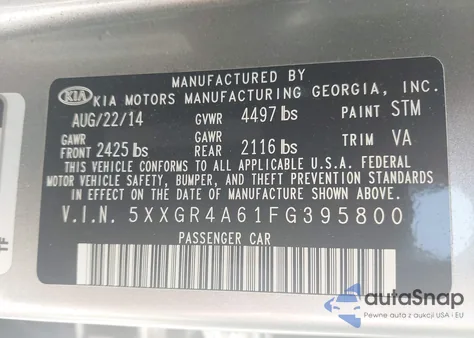 MANUFACTURED BY
KIA KIA MOTORS MANUFACTURING GEORGIA, INC.
AUG/22/14 GVWR 4497 lbs PAINT STM
GAWR FRONT 2425 lbs GAWR REAR 2116 lbs TRIM VA
THIS VEHICLE CONFORMS TO ALL APPLICABLE U.S.A. FEDERAL
MOTOR VEHICLE SAFETY, BUMPER, AND THEFT PREVENTION STANDARDS
IN EFFECT ON THE DATE OF MANUFACTURE SHOWN ABOVE.
V.I.N. 5XXGR4A61FG395800
PASSENGER CAR
autoSnap
Pewne auta z aukcji USA i EU